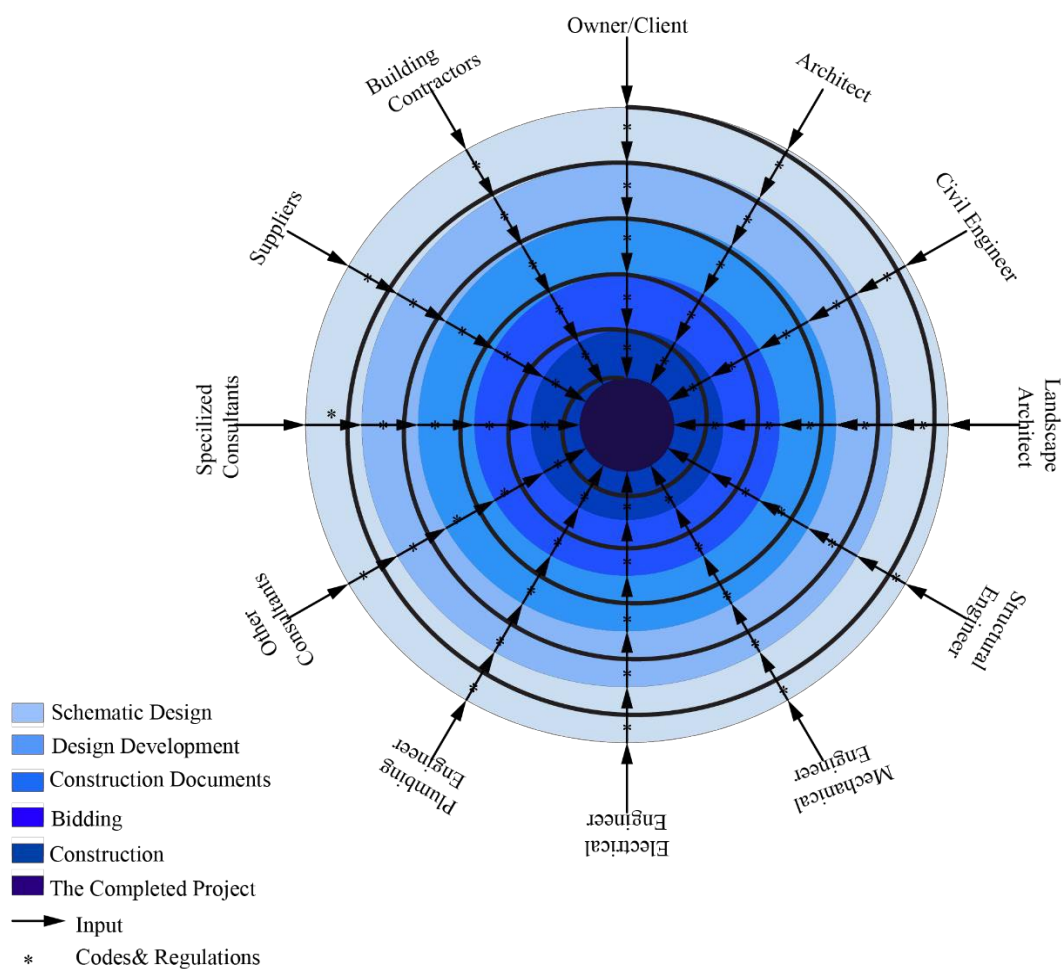 Owner/Client
Architect
Civil Engineer
Landscape
Architect
Structural
Engineer
Mechanical
Engineer
Electrical
Engineer
Plumbing
Engineer
Other
Consultants
Specilized
Consultants
Suppliers
Building
Contractors
Schematic Design
Design Development
Construction Documents
Bidding
Construction
The Completed Project
Input
* Codes& Regulations